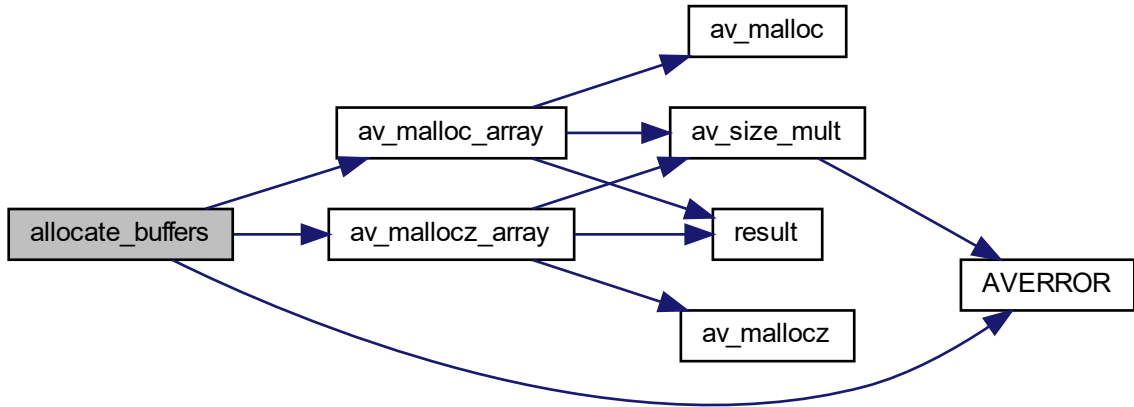 av_malloc
av_malloc_array
av_size_mult
allocate_buffers
av_mallocz_array
result
AVERROR
av_mallocz